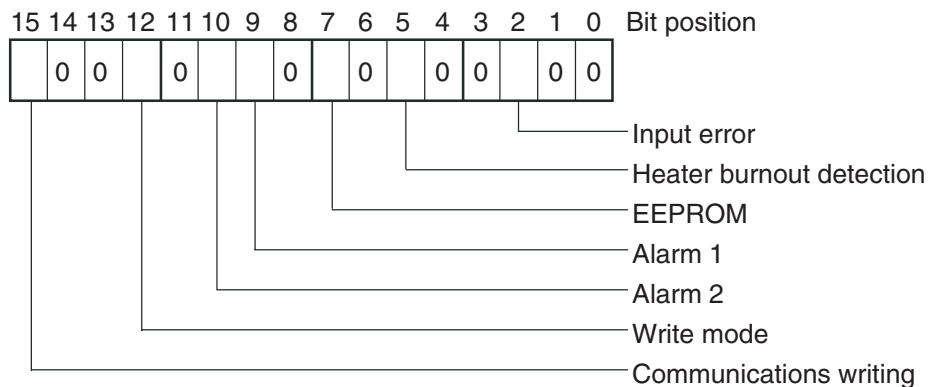 15 14 13 12 11 10 9 8 7 6 5 4 3 2 1 0 Bit position
0 0 0 0 0 0 0 0 0
Input error
Heater burnout detection
EEPROM
Alarm 1
Alarm 2
Write mode
Communications writing